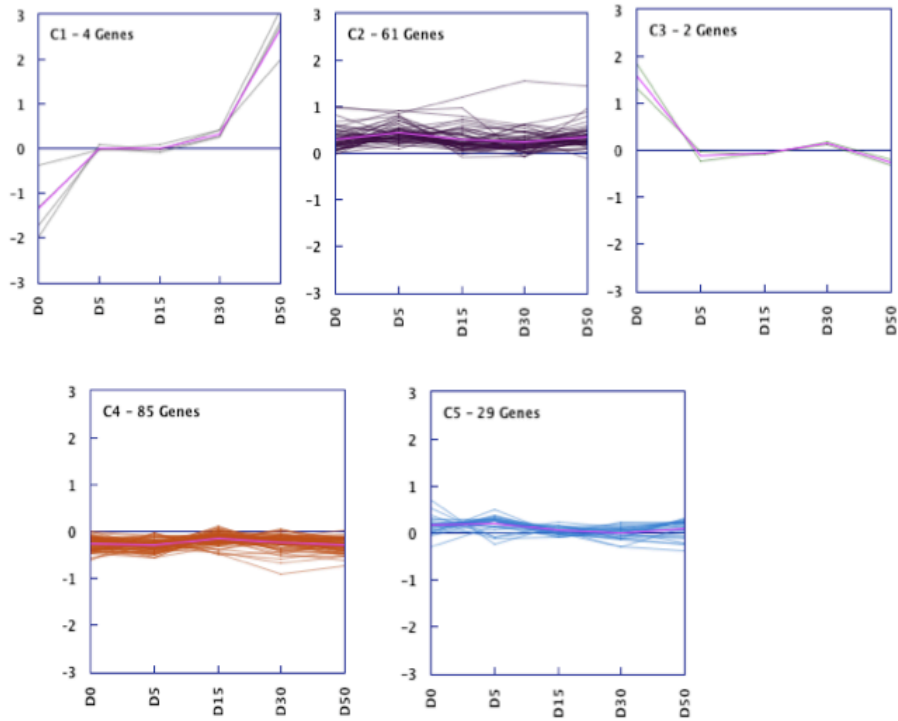 C1 - 4 Genes
3
2
1
0
-1
-2
-3
D0
D5
D15
D30
D50
C2 - 61 Genes
3
2
1
0
-1
-2
-3
D0
D5
D15
D30
D50
C3 - 2 Genes
3
2
1
0
-1
-2
-3
D0
D5
D15
D30
D50
C4 - 85 Genes
3
2
1
0
-1
-2
-3
D0
D5
D15
D30
D50
C5 - 29 Genes
3
2
1
0
-1
-2
-3
D0
D5
D15
D30
D50